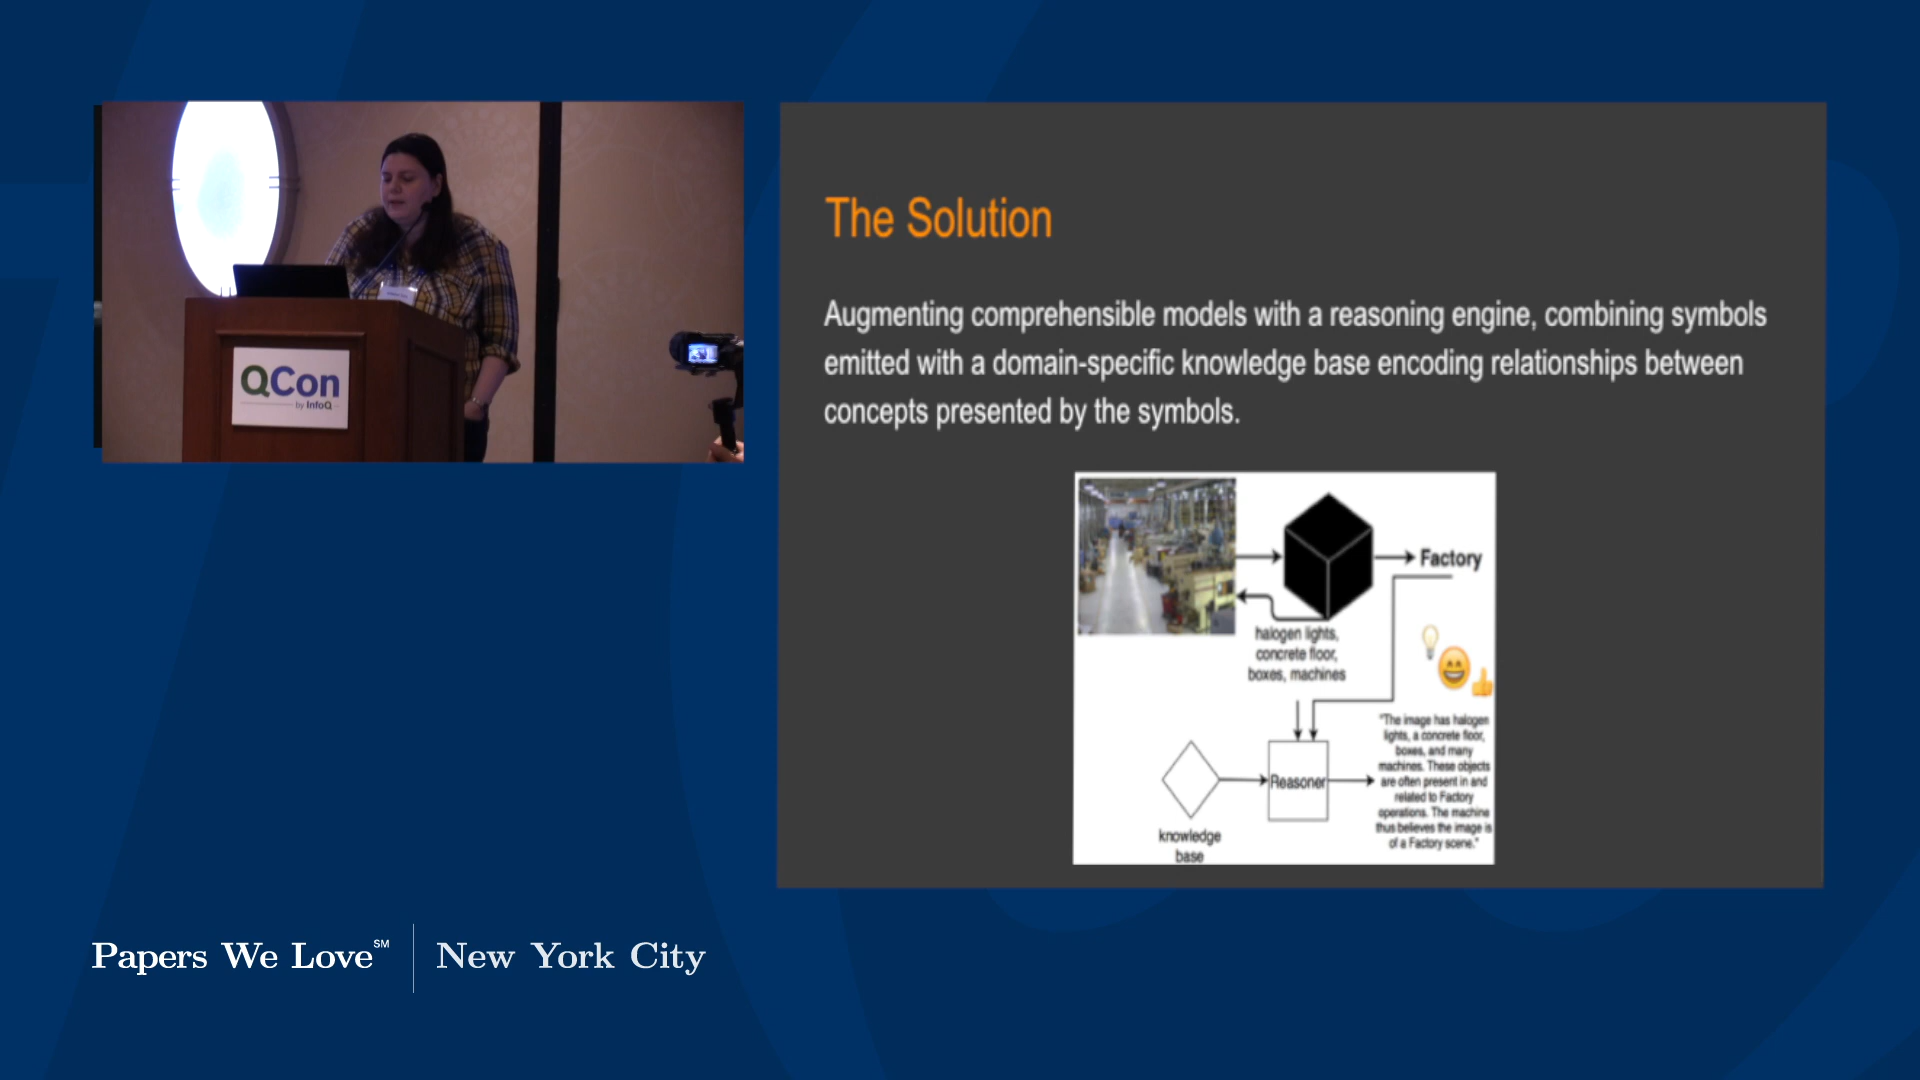 QCon
by InfoQ
The Solution
Augmenting comprehensible models with a reasoning engine, combining symbols
emitted with a domain-specific knowledge base encoding relationships between
concepts presented by the symbols.
Factory
halogen lights,
concrete floor,
boxes, machines
"The image has halogen
lights, a concrete floor,
boxes, and many
machines. These objects
are often present in and
related to Factory
operations. The machine
thus believes the image is
of a Factory scene."
Reasoner
knowledge
base
Papers We Love℠ | New York City